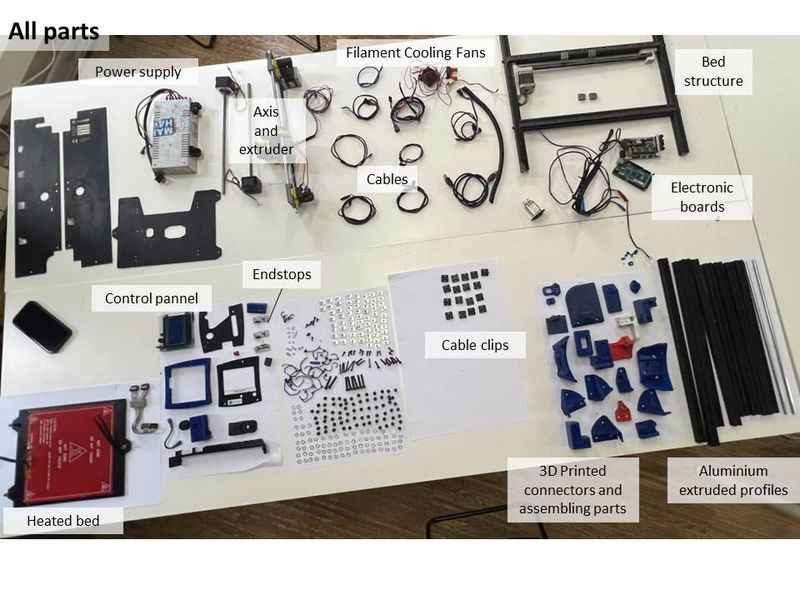 All parts
Filament Cooling Fans
Power supply
Bed
structure
Axis
and
extruder
Cables
Electronic
boards
Endstops
Control pannel
Cable clips
3D Printed
connectors and
assembling parts
Aluminium
extruded profiles
Heated bed